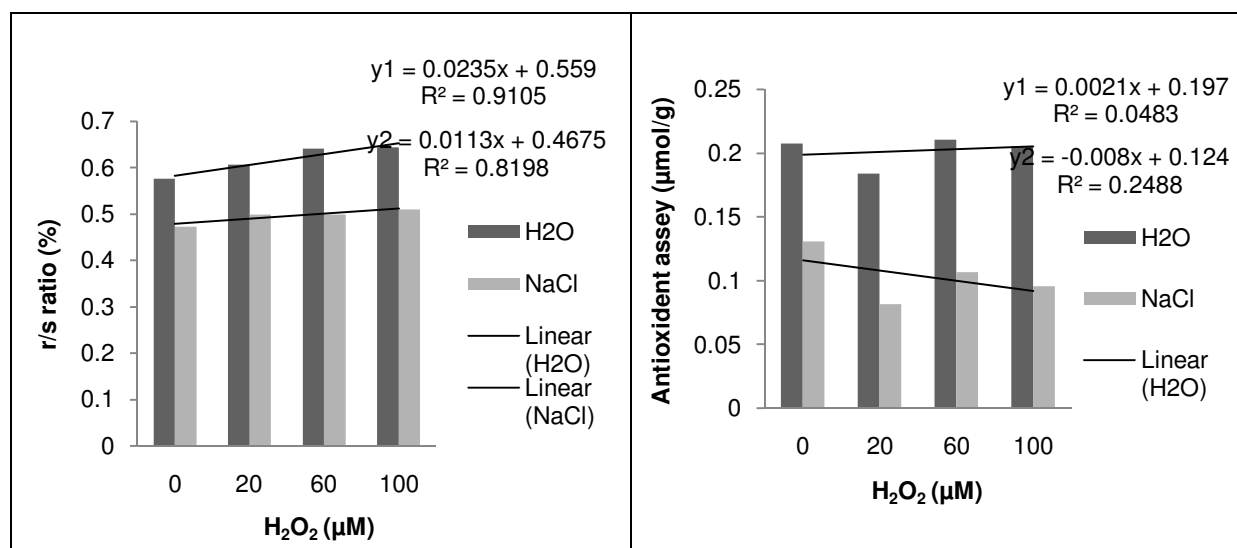 y1 = 0.0235x + 0.559
R² = 0.9105
y2 = 0.0113x + 0.4675
R² = 0.8198
0.7
0.6
0.5
0.4
0.3
0.2
0.1
0
r/s ratio (%)
H2O
NaCl
Linear
(H2O)
Linear
(NaCl)
0 20 60 100
H₂O₂ (µM)
y1 = 0.0021x + 0.197
R² = 0.0483
y2 = -0.008x + 0.124
R² = 0.2488
0.25
0.2
0.15
0.1
0.05
0
Antioxident assey (µmol/g)
H2O
NaCl
Linear
(H2O)
0 20 60 100
H₂O₂ (µM)